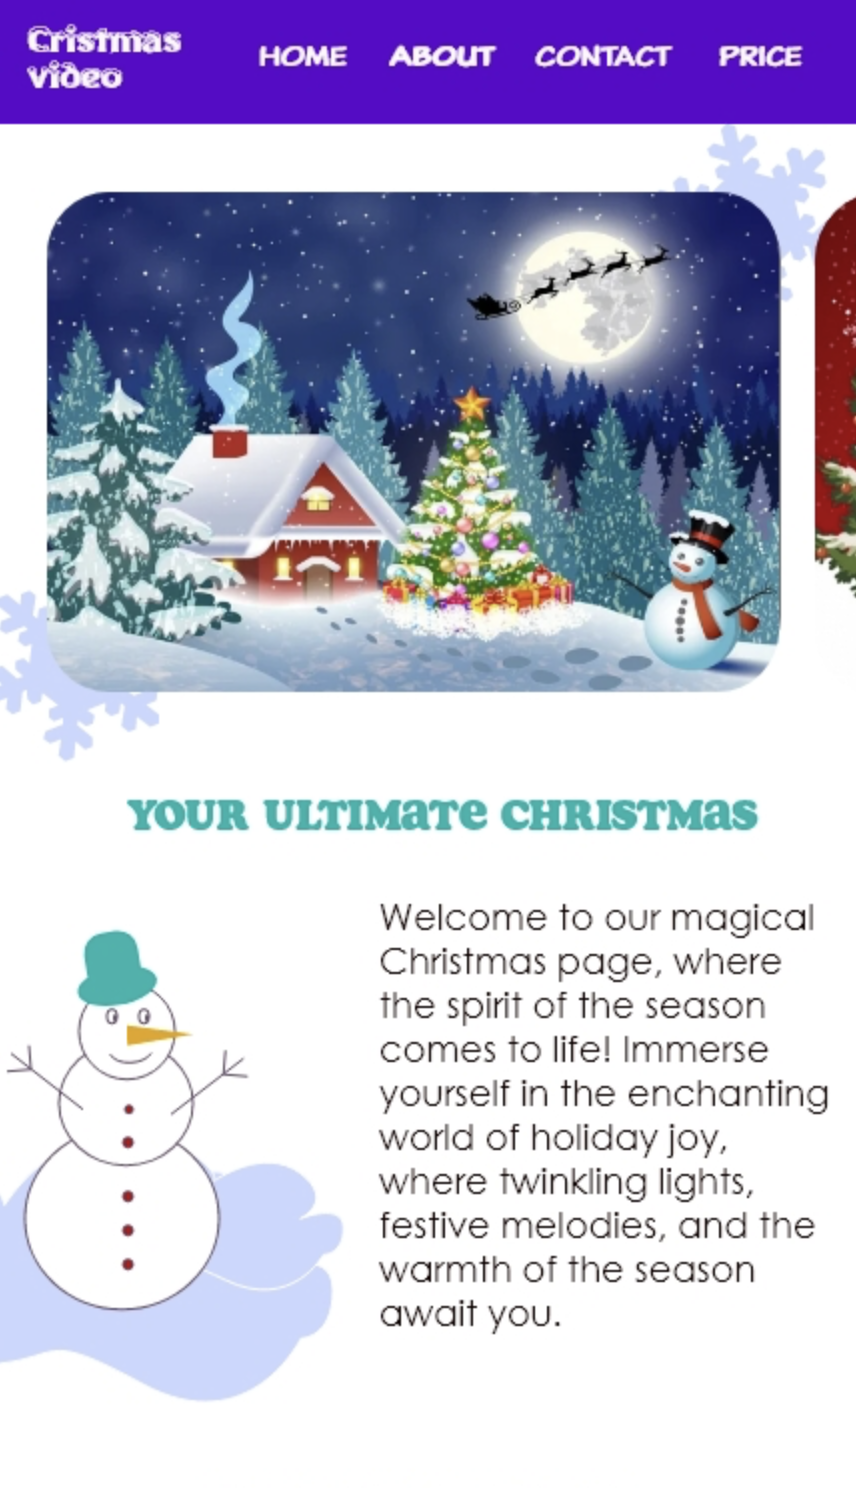 Cristmas
video
HOME ABOUT CONTACT PRICE
YOUR ULTIMATE CHRISTMAS
Welcome to our magical
Christmas page, where
the spirit of the season
comes to life! Immerse
yourself in the enchanting
world of holiday joy,
where twinkling lights,
festive melodies, and the
warmth of the season
await you.